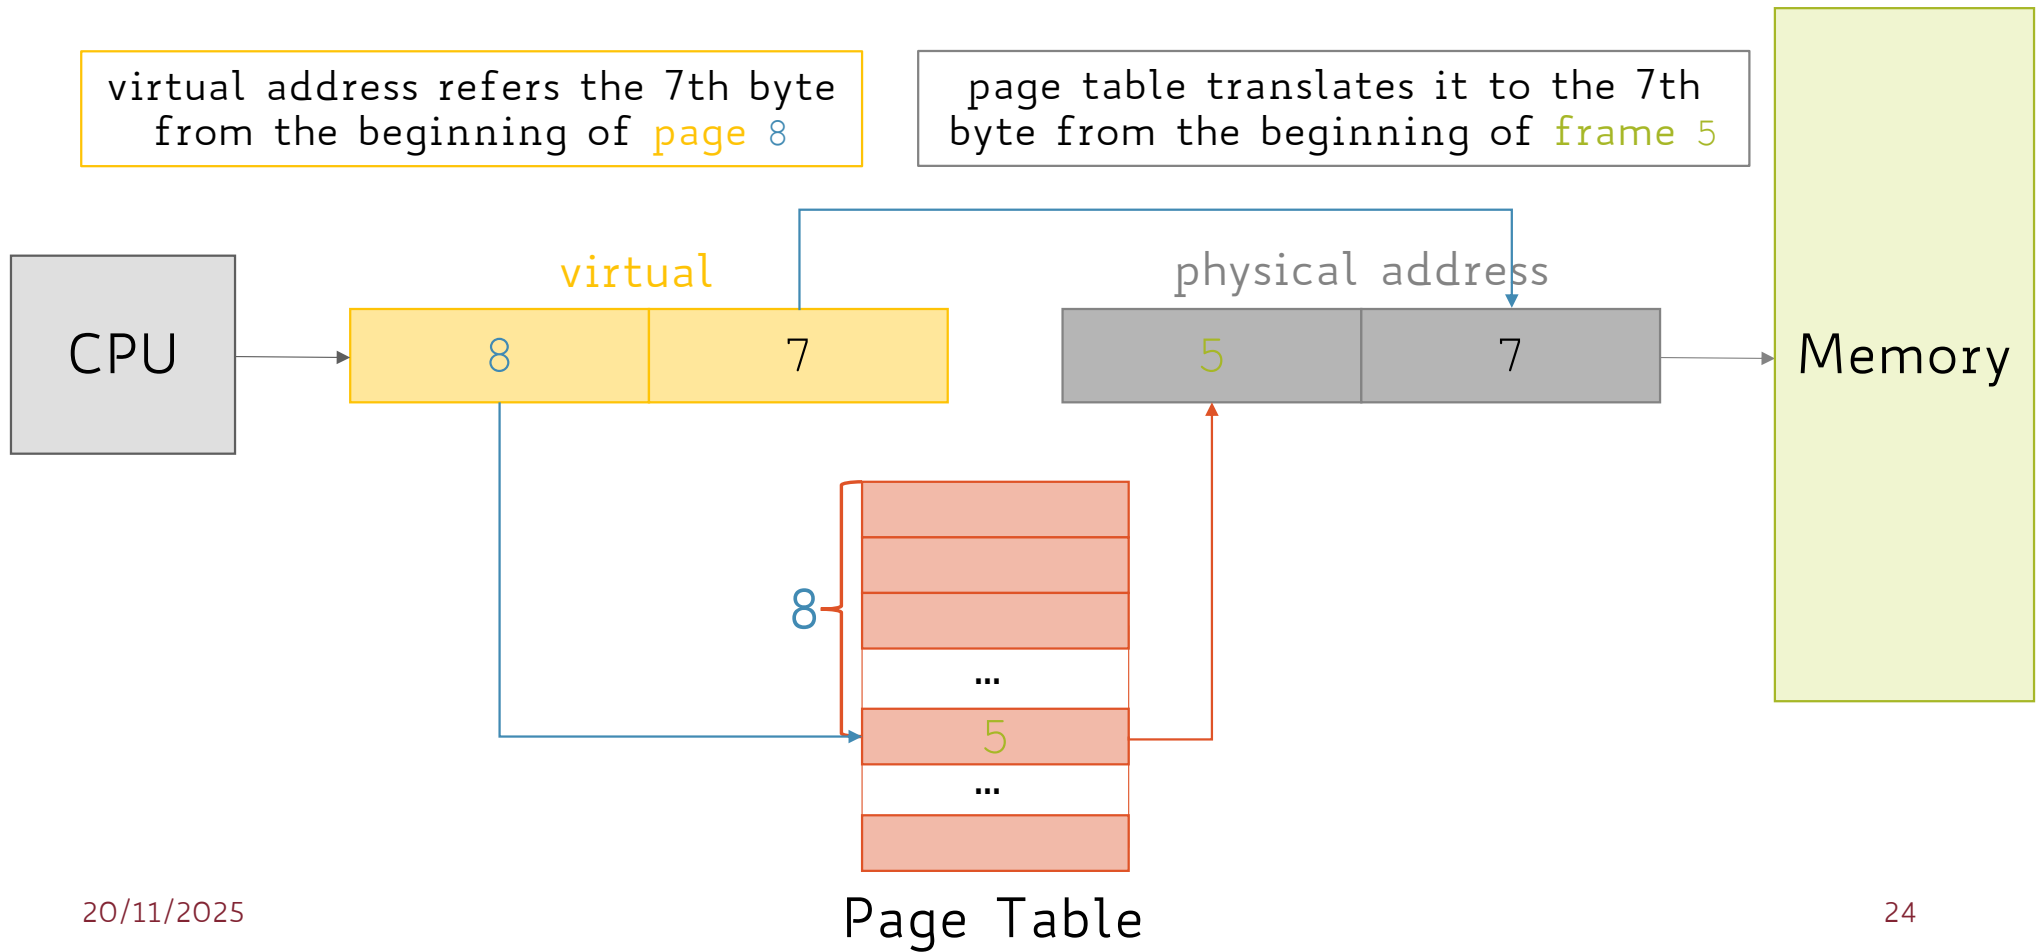 virtual address refers the 7th byte
from the beginning of page 8
page table translates it to the 7th
byte from the beginning of frame 5
virtual
physical address
CPU
8
7
5
7
Memory
8
...
5
...
Page Table
20/11/2025
24